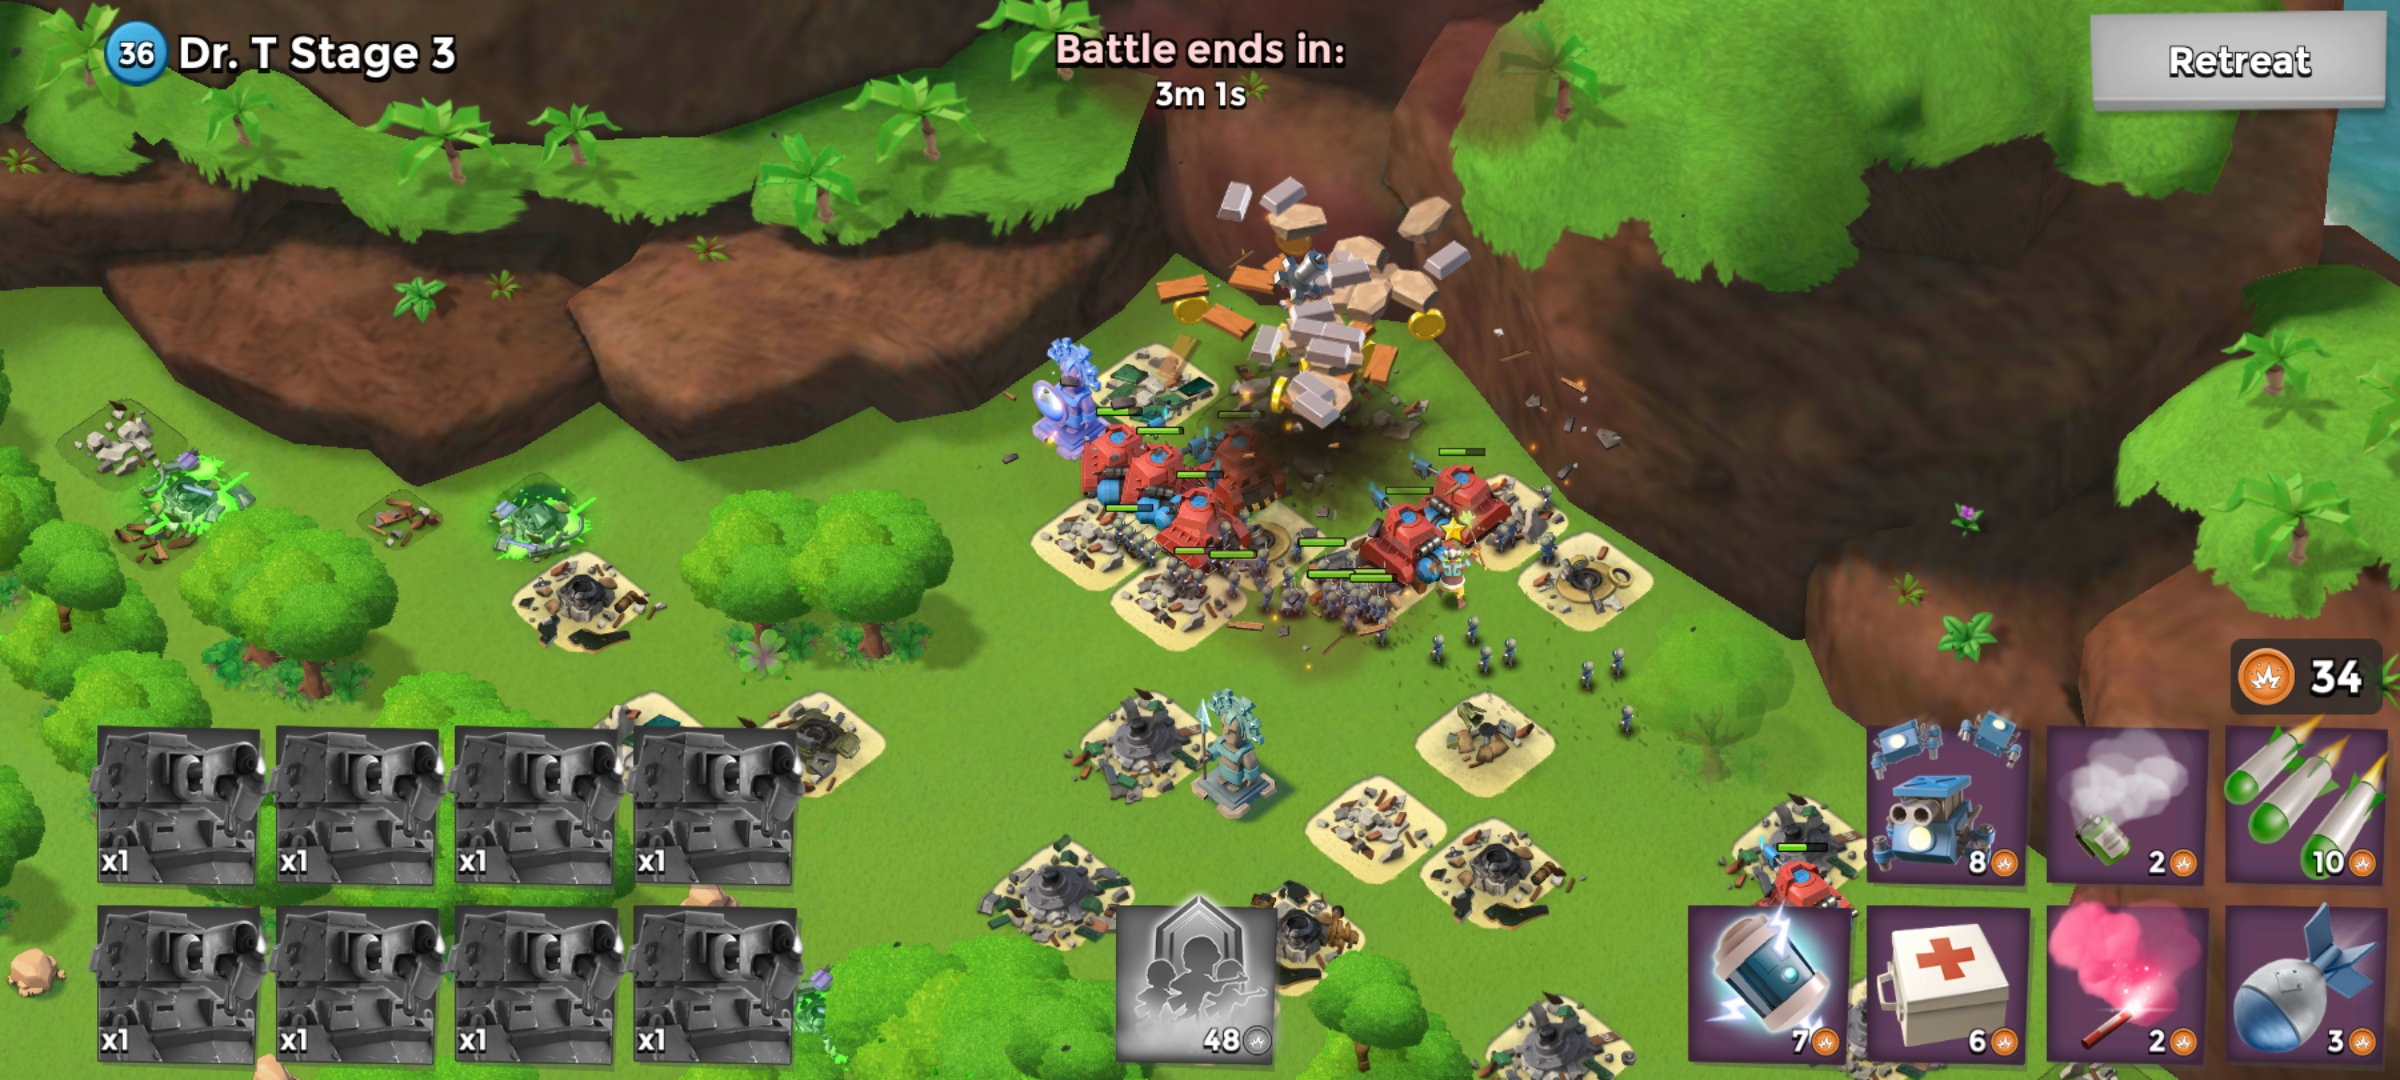 36 Dr. T Stage 3
Battle ends in:
3m 1s
Retreat
34
8
2
10
x1
x1
x1
x1
x1
x1
x1
x1
48
7
6
2
3